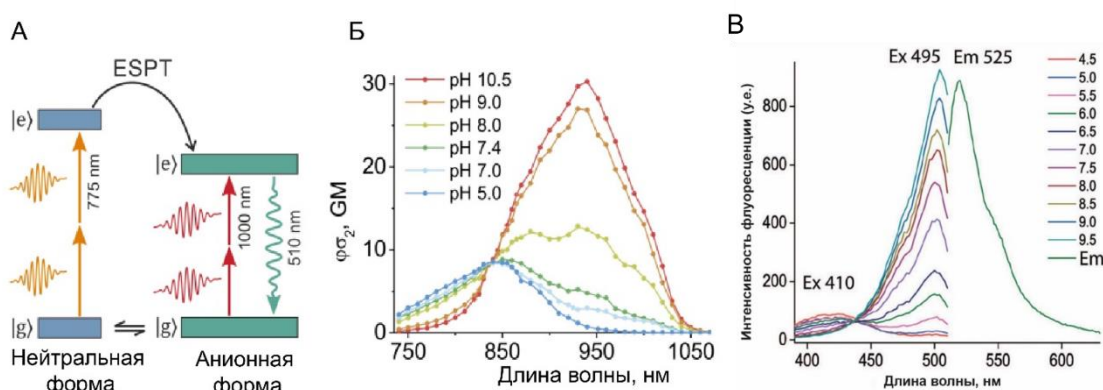 А
ESPT
|e⟩
775 nm
|g⟩
Нейтральная
форма
|e⟩
1000 nm
510 nm
|g⟩
Анионная
форма
Б
φσ₂, GM
30
20
10
0
pH 10.5
pH 9.0
pH 8.0
pH 7.4
pH 7.0
pH 5.0
750
850
950
1050
Длина волны, нм
В
Ex 495
Em 525
Ex 410
Интенсивность флуоресценции (у.е.)
800
600
400
200
0
4.5
5.0
5.5
6.0
6.5
7.0
7.5
8.0
8.5
9.0
9.5
Em
400
450
500
550
600
Длина волны, нм